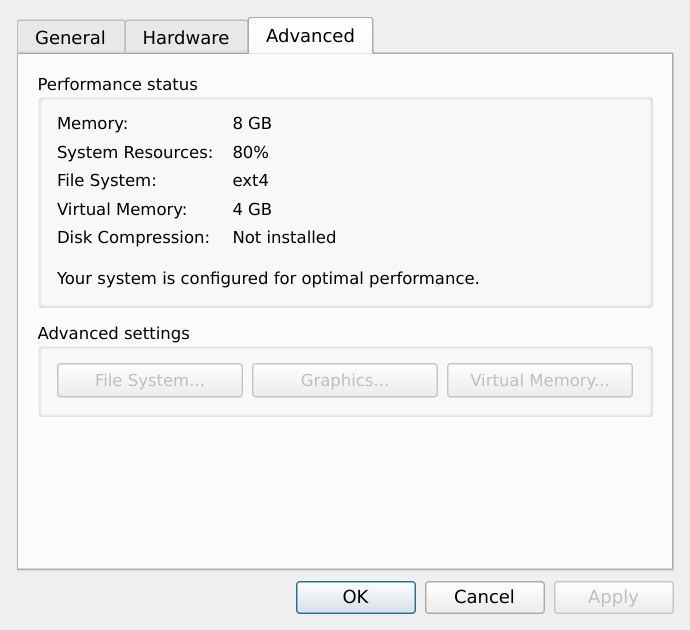 General Hardware Advanced
Performance status
Memory: 8 GB
System Resources: 80%
File System: ext4
Virtual Memory: 4 GB
Disk Compression: Not installed
Your system is configured for optimal performance.
Advanced settings
File System... Graphics... Virtual Memory...
OK Cancel Apply